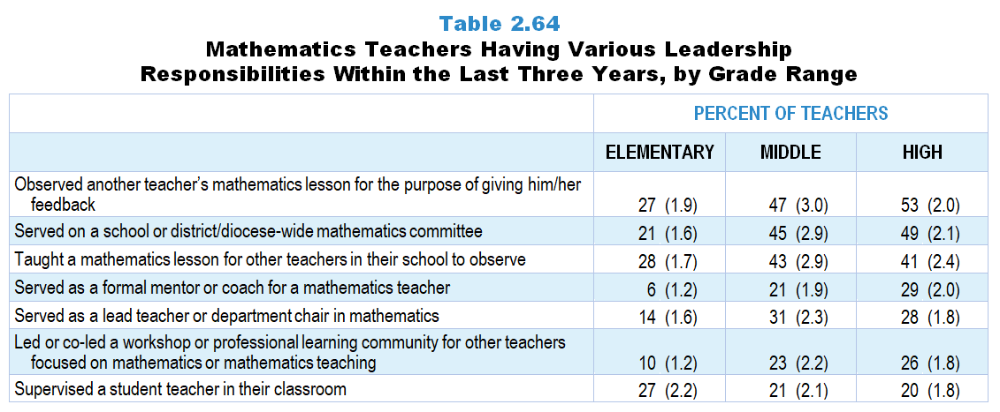 Table 2.64
Mathematics Teachers Having Various Leadership
Responsibilities Within the Last Three Years, by Grade Range
PERCENT OF TEACHERS
ELEMENTARY MIDDLE HIGH
Observed another teacher’s mathematics lesson for the purpose of giving him/her
feedback 27 (1.9) 47 (3.0) 53 (2.0)
Served on a school or district/diocese-wide mathematics committee 21 (1.6) 45 (2.9) 49 (2.1)
Taught a mathematics lesson for other teachers in their school to observe 28 (1.7) 43 (2.9) 41 (2.4)
Served as a formal mentor or coach for a mathematics teacher 6 (1.2) 21 (1.9) 29 (2.0)
Served as a lead teacher or department chair in mathematics 14 (1.6) 31 (2.3) 28 (1.8)
Led or co-led a workshop or professional learning community for other teachers
focused on mathematics or mathematics teaching 10 (1.2) 23 (2.2) 26 (1.8)
Supervised a student teacher in their classroom 27 (2.2) 21 (2.1) 20 (1.8)